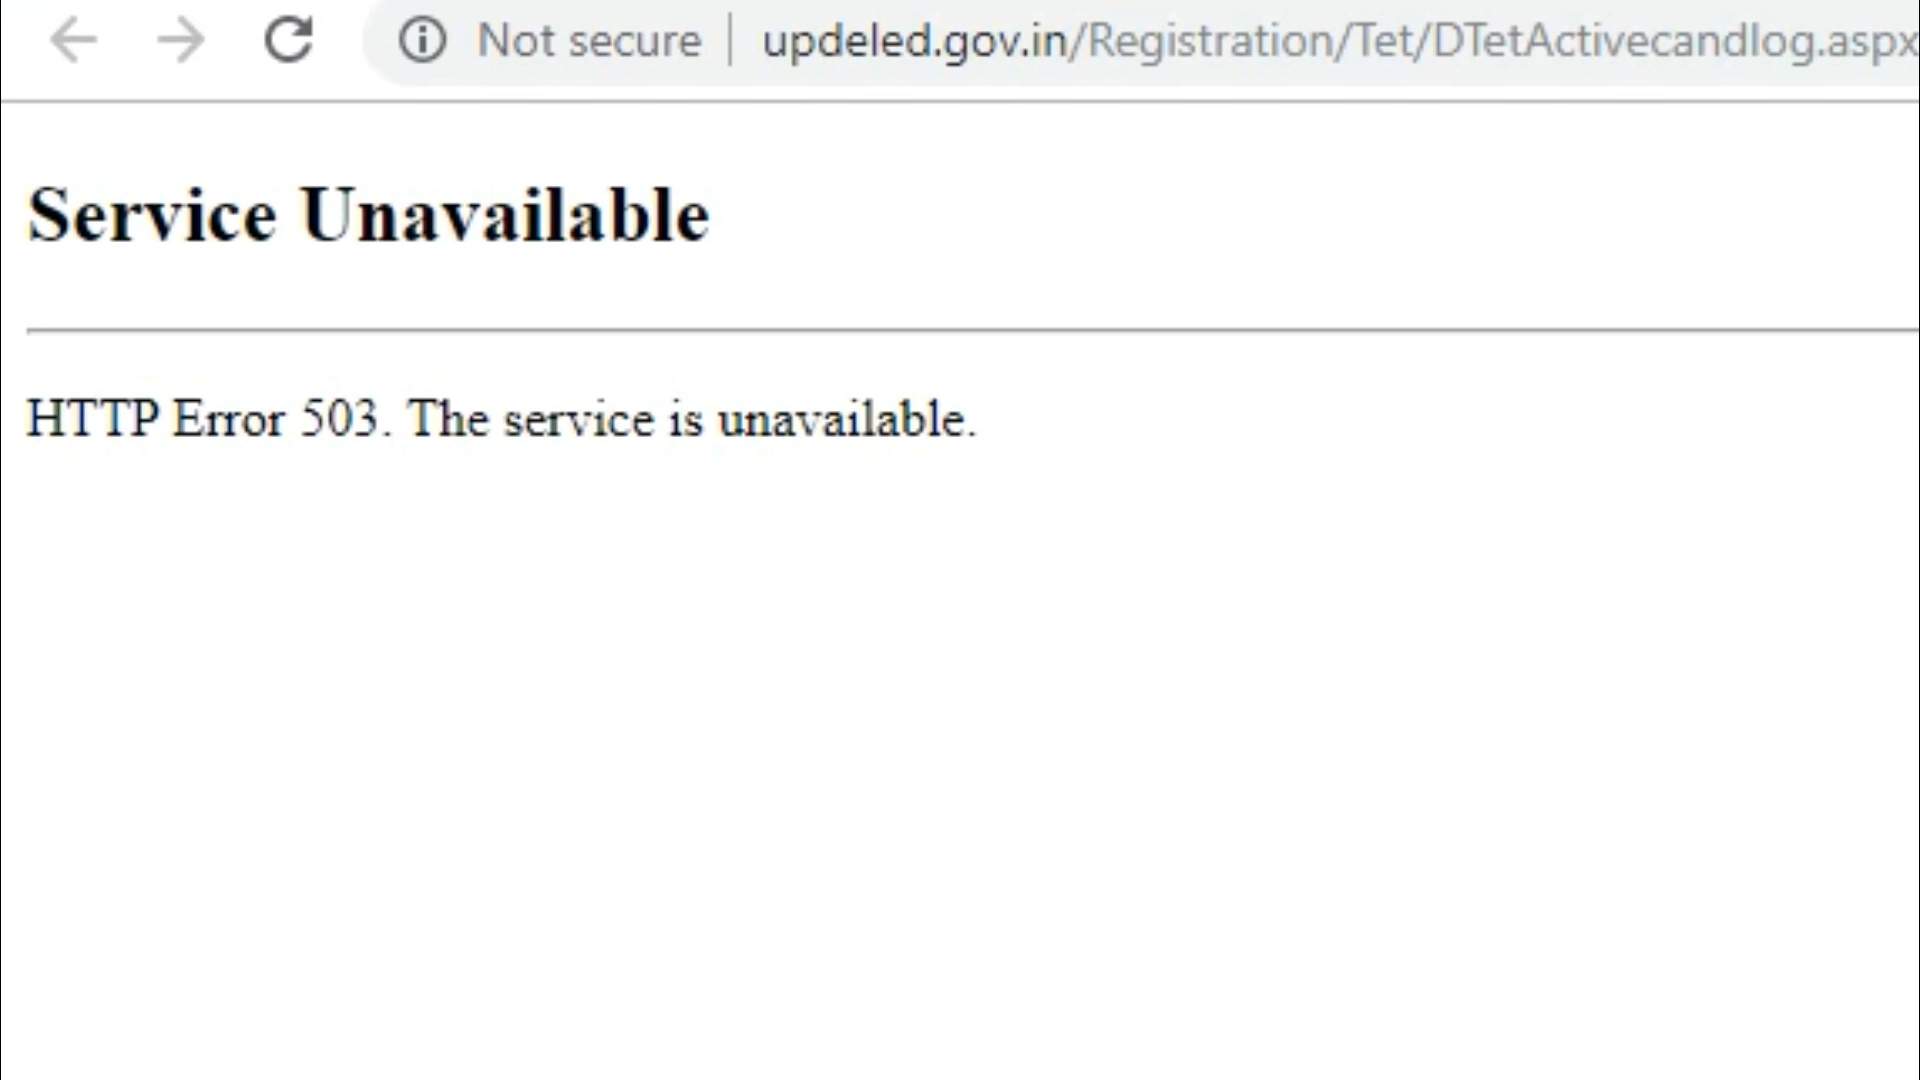 Not secure | updeled.gov.in/Registration/Tet/DTetActivecandlog.aspx
Service Unavailable
HTTP Error 503. The service is unavailable.